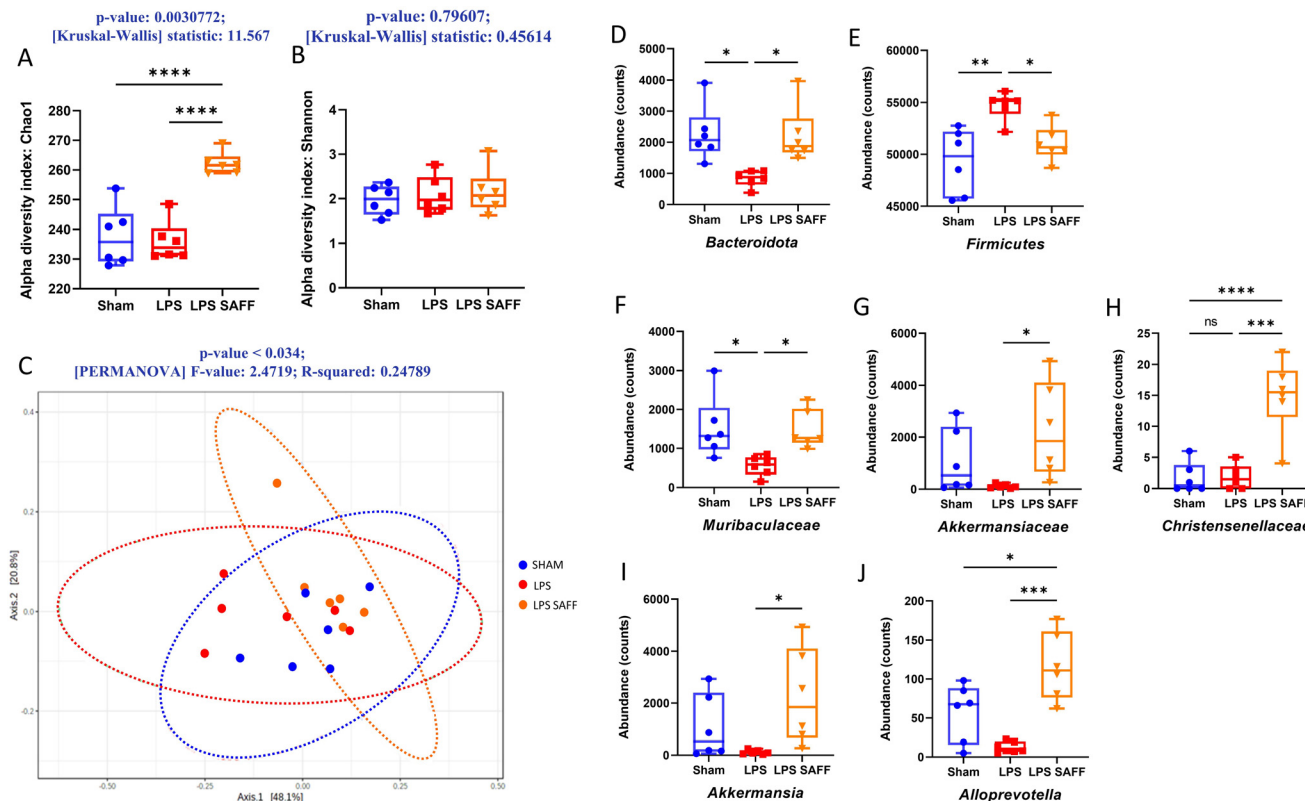 p-value: 0.0030772;
[Kruskal-Wallis] statistic: 11.567
p-value: 0.79607;
[Kruskal-Wallis] statistic: 0.45614
A
****
****
Alpha diversity index: Chao1
280
270
260
250
240
230
220
Sham
LPS
LPS SAFF
B
Alpha diversity index: Shannon
4
3
2
1
0
Sham
LPS
LPS SAFF
C
p-value < 0.034;
[PERMANOVA] F-value: 2.4719; R-squared: 0.24789
Axis.2 [20.8%]
0.4
0.2
0.0
-0.2
-0.50
-0.25
0.00
0.25
0.50
Axis.1 [48.1%]
SHAM
LPS
LPS SAFF
D
*
*
Abundance (counts)
5000
4000
3000
2000
1000
0
Sham
LPS
LPS SAFF
Bacteroidota
E
**
*
Abundance (counts)
60000
55000
50000
45000
Sham
LPS
LPS SAFF
Firmicutes
F
*
*
Abundance (counts)
4000
3000
2000
1000
0
Sham
LPS
LPS SAFF
Muribaculaceae
G
*
Abundance (counts)
6000
4000
2000
0
Sham
LPS
LPS SAFF
Akkermansiaceae
H
****
ns
***
Abundance (counts)
25
20
15
10
5
0
Sham
LPS
LPS SAFF
Christensenellaceae
I
*
Abundance (counts)
6000
4000
2000
0
Sham
LPS
LPS SAFF
Akkermansia
J
*
***
Abundance (counts)
200
150
100
50
0
Sham
LPS
LPS SAFF
Alloprevotella